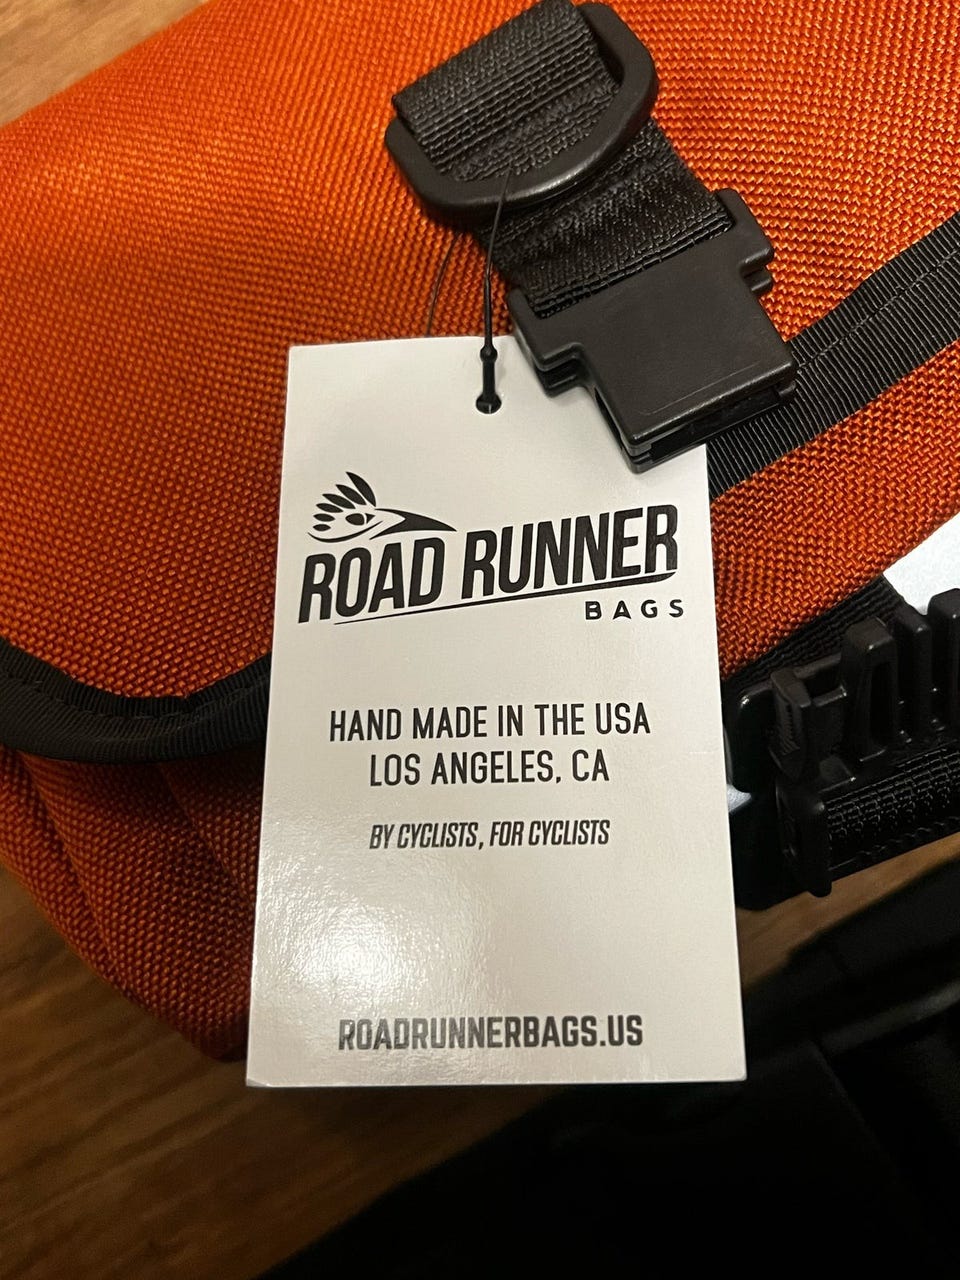 ROAD RUNNER
BAGS
HAND MADE IN THE USA
LOS ANGELES, CA
BY CYCLISTS, FOR CYCLISTS
ROADRUNNERBAGS.US